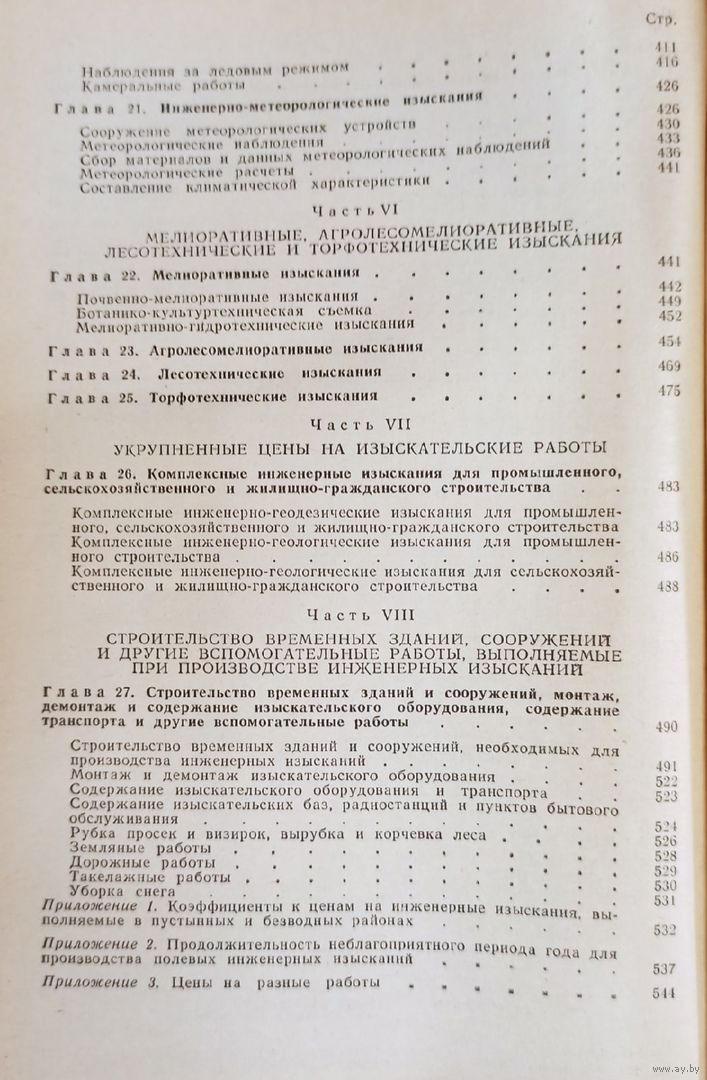 Стр.
Наблюдения за ледовым режимом . . . . . . . 411
Камеральные работы . . . . . . . . . 416
Глава 21. Инженерно-метеорологические изыскания . . . . 426
Сооружение метеорологических устройств . . . . . . 426
Метеорологические наблюдения . . . . . . . . 430
Сбор материалов и данных метеорологических наблюдений . . 433
Метеорологические расчеты . . . . . . . . . 436
Составление климатической характеристики . . . . . . 441
Часть VI
МЕЛИОРАТИВНЫЕ, АГРОЛЕСОМЕЛИОРАТИВНЫЕ,
ЛЕСОТЕХНИЧЕСКИЕ И ТОРФОТЕХНИЧЕСКИЕ ИЗЫСКАНИЯ
Глава 22. Мелиоративные изыскания . . . . . . . . 441
Почвенно-мелиоративные изыскания . . . . . . . . 442
Ботанико-культуртехническая съемка . . . . . . . 449
Мелиоративно-гидротехнические изыскания . . . . . . 452
Глава 23. Агролесомелиоративные изыскания . . . . . . 454
Глава 24. Лесотехнические изыскания . . . . . . . 469
Глава 25. Торфотехнические изыскания . . . . . . . 475
Часть VII
УКРУПНЕННЫЕ ЦЕНЫ НА ИЗЫСКАТЕЛЬСКИЕ РАБОТЫ
Глава 26. Комплексные инженерные изыскания для промышленного,
сельскохозяйственного и жилищно-гражданского строительства . . 483
Комплексные инженерно-геодезические изыскания для промышлен-
ного, сельскохозяйственного и жилищно-гражданского строительства 483
Комплексные инженерно-геологические изыскания для промышлен-
ного строительства . . . . . . . . . . . 486
Комплексные инженерно-геологические изыскания для сельскохозяй-
ственного и жилищно-гражданского строительства . . . . 488
Часть VIII
СТРОИТЕЛЬСТВО ВРЕМЕННЫХ ЗДАНИЙ, СООРУЖЕНИЙ
И ДРУГИЕ ВСПОМОГАТЕЛЬНЫЕ РАБОТЫ, ВЫПОЛНЯЕМЫЕ
ПРИ ПРОИЗВОДСТВЕ ИНЖЕНЕРНЫХ ИЗЫСКАНИЙ
Глава 27. Строительство временных зданий и сооружений, монтаж,
демонтаж и содержание изыскательского оборудования, содержание
транспорта и другие вспомогательные работы . . . . . . 490
Строительство временных зданий и сооружений, необходимых для
производства инженерных изысканий . . . . . . . . 491
Монтаж и демонтаж изыскательского оборудования . . . . 522
Содержание изыскательского оборудования и транспорта . . . 523
Содержание изыскательских баз, радиостанций и пунктов бытового
обслуживания . . . . . . . . . . . . 524
Рубка просек и визирок, вырубка и корчевка леса . . . . 526
Земляные работы . . . . . . . . . . . 528
Дорожные работы . . . . . . . . . . . 529
Такелажные работы . . . . . . . . . . . 530
Уборка снега . . . . . . . . . . . . 531
Приложение 1. Коэффициенты к ценам на инженерные изыскания, вы-
полняемые в пустынных и безводных районах . . . . . 532
Приложение 2. Продолжительность неблагоприятного периода года для
производства полевых инженерных изысканий . . . . . 537
Приложение 3. Цены на разные работы . . . . . . . 544
www.ay.by